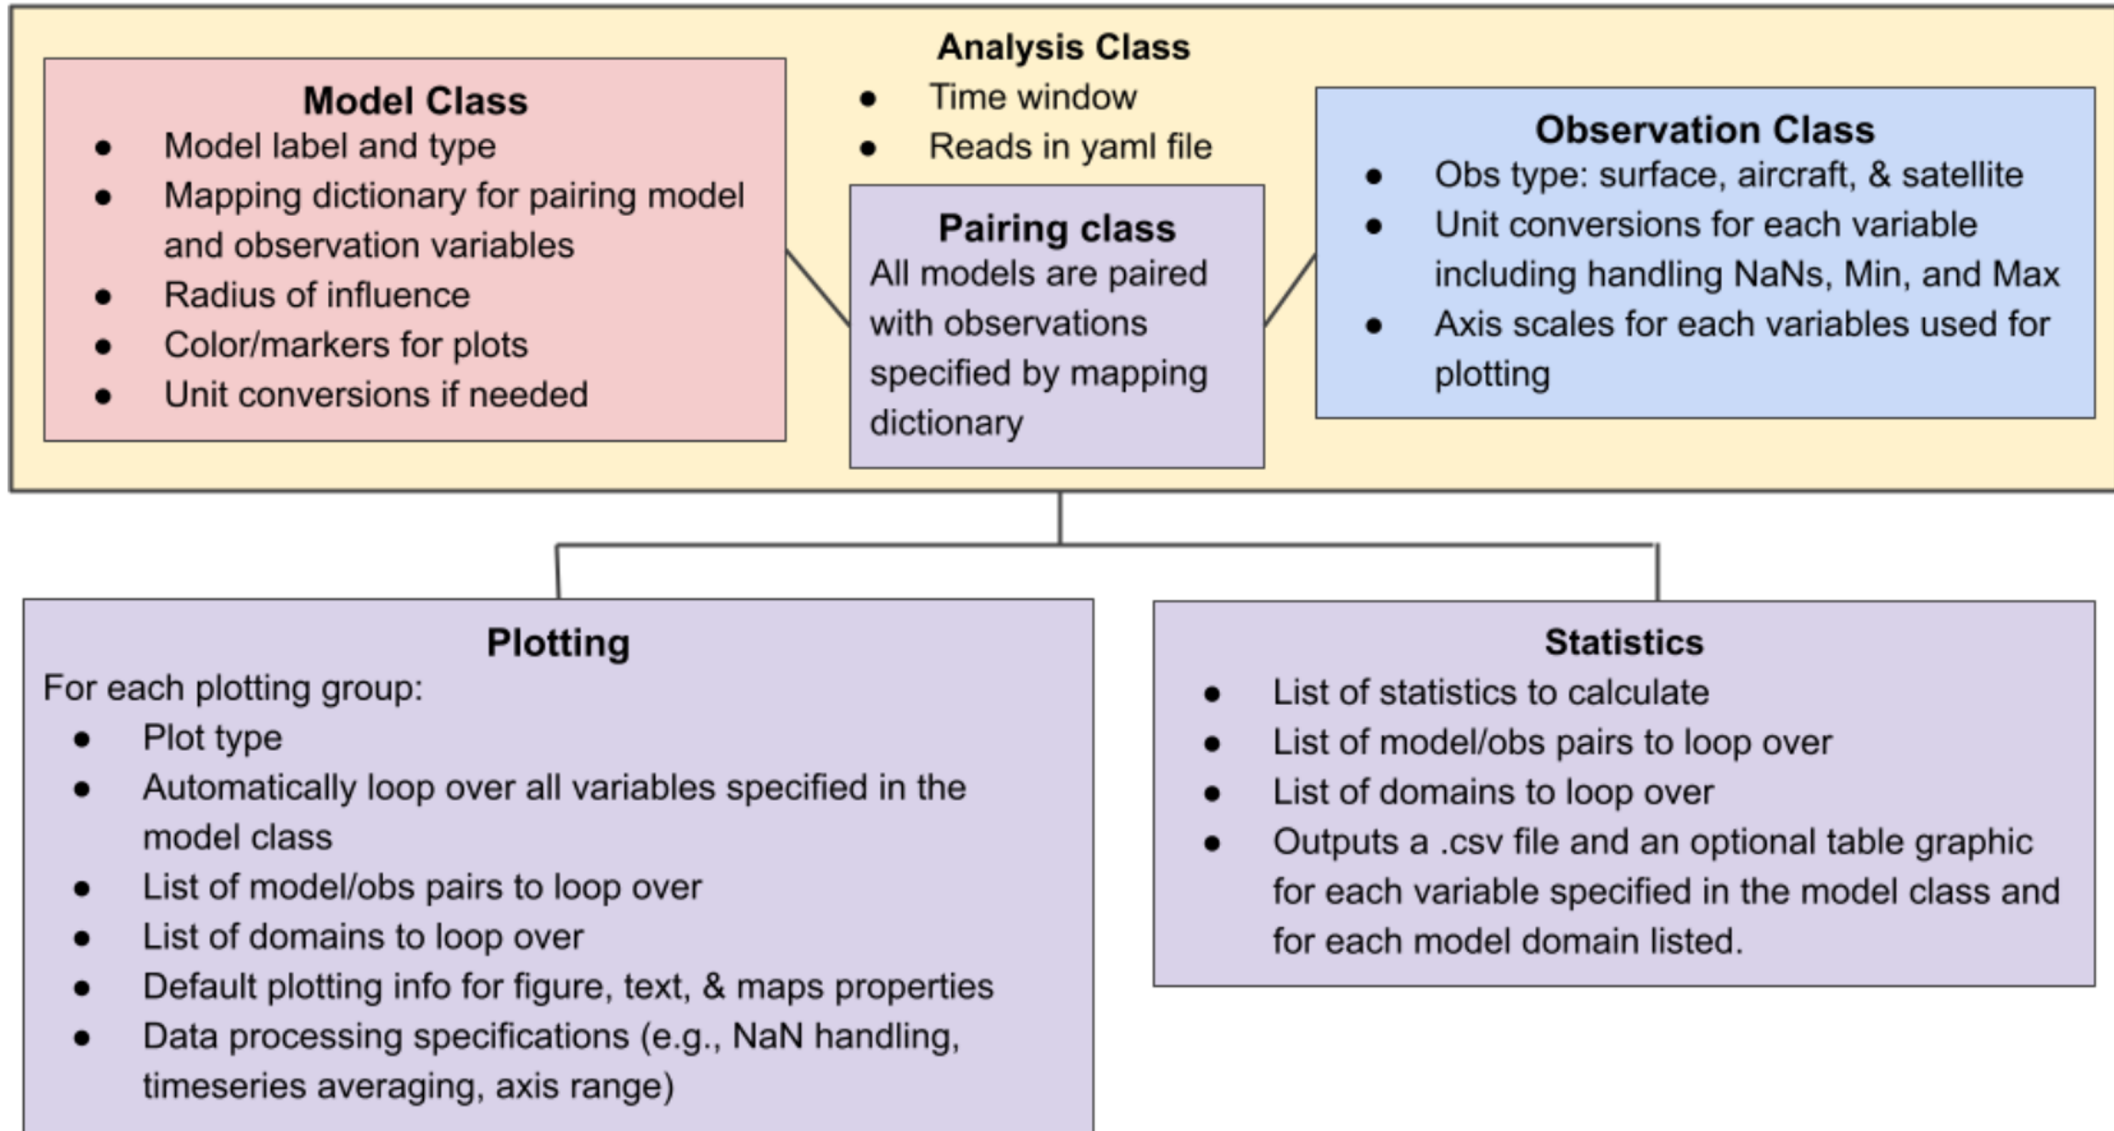 Analysis Class
● Time window
● Reads in yaml file
Model Class
● Model label and type
● Mapping dictionary for pairing model
and observation variables
● Radius of influence
● Color/markers for plots
● Unit conversions if needed
Pairing class
All models are paired
with observations
specified by mapping
dictionary
Observation Class
● Obs type: surface, aircraft, & satellite
● Unit conversions for each variable
including handling NaNs, Min, and Max
● Axis scales for each variables used for
plotting
Plotting
For each plotting group:
● Plot type
● Automatically loop over all variables specified in the
model class
● List of model/obs pairs to loop over
● List of domains to loop over
● Default plotting info for figure, text, & maps properties
● Data processing specifications (e.g., NaN handling,
timeseries averaging, axis range)
Statistics
● List of statistics to calculate
● List of model/obs pairs to loop over
● List of domains to loop over
● Outputs a .csv file and an optional table graphic
for each variable specified in the model class and
for each model domain listed.